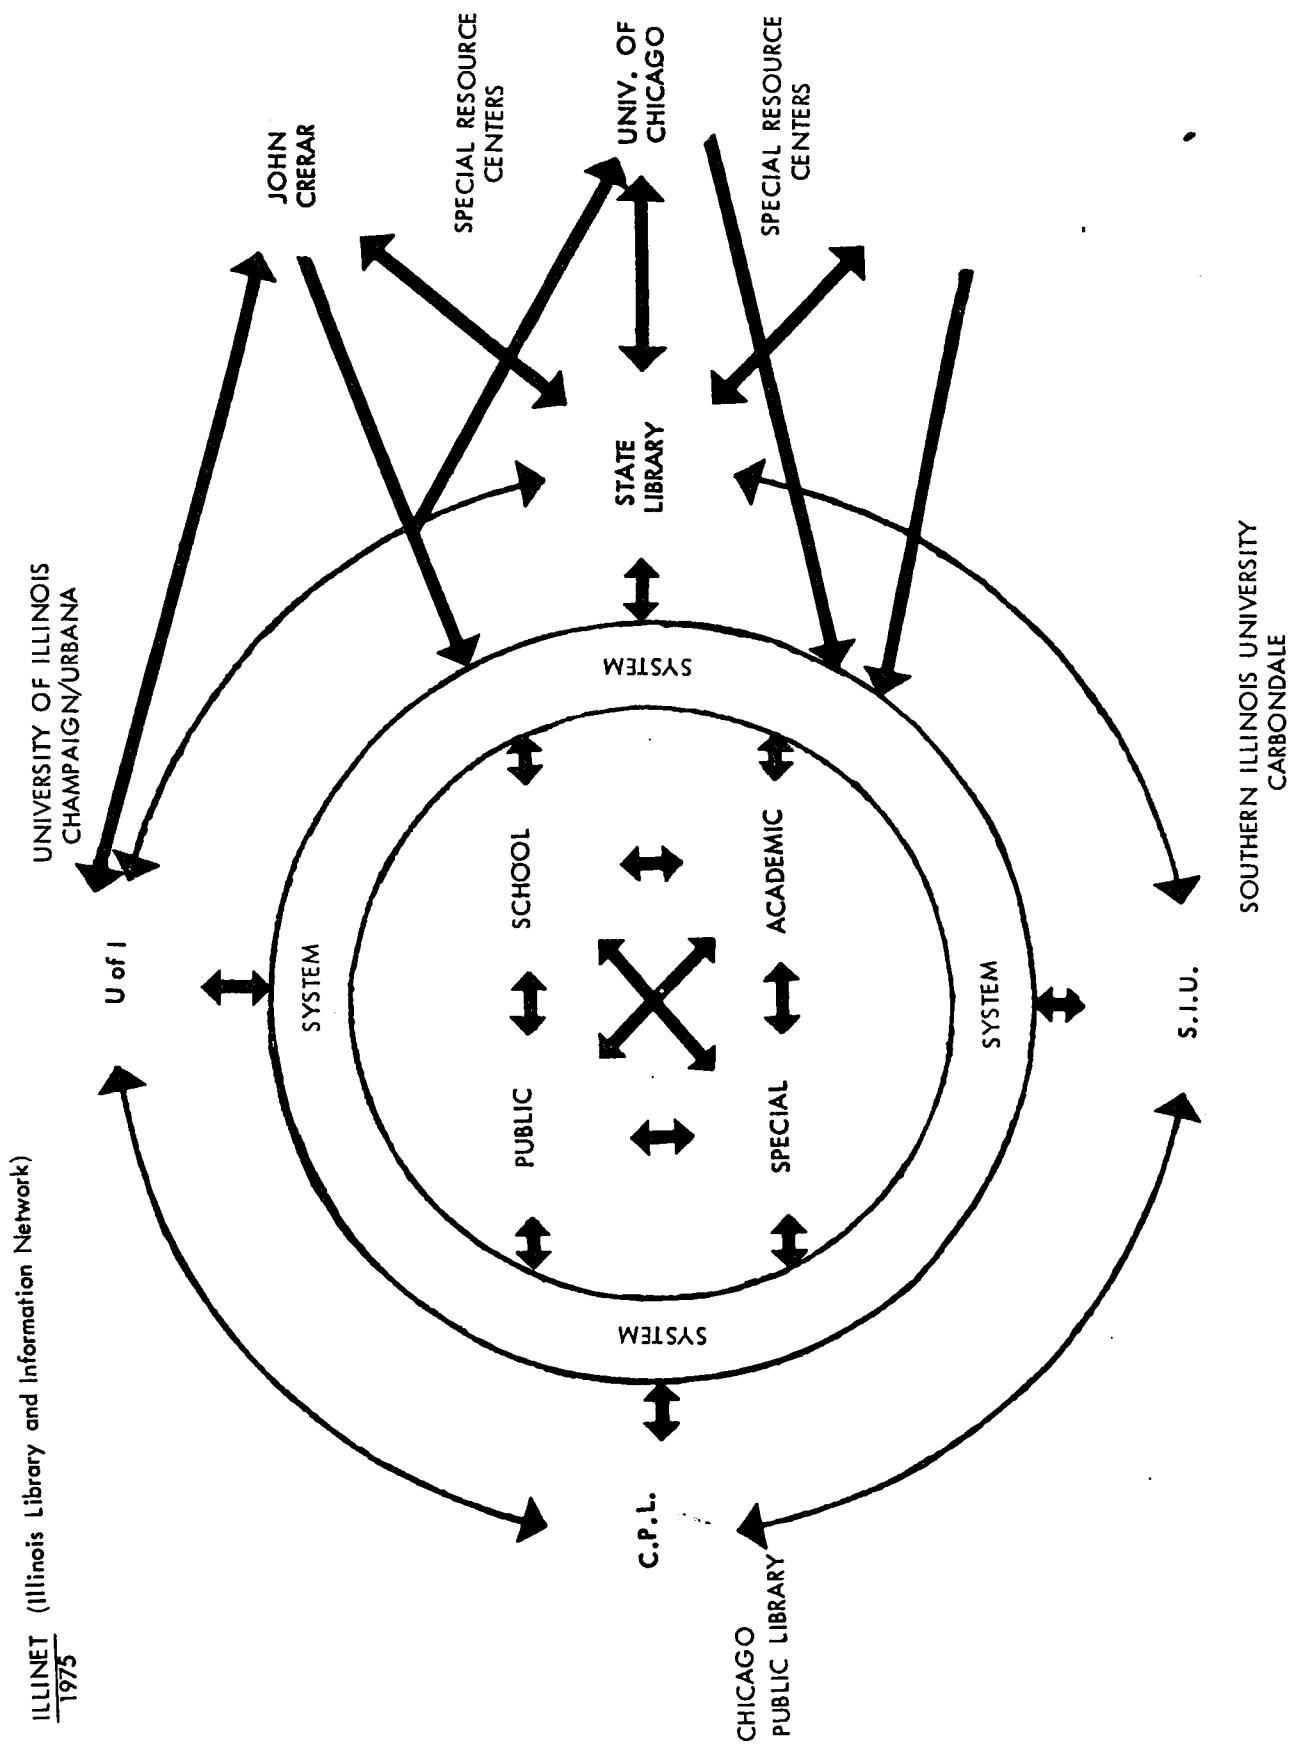 ILLINET (Illinois Library and Information Network)
1975
UNIVERSITY OF ILLINOIS
CHAMPAIGN/URBANA
U of I
JOHN
CRERAR
SPECIAL RESOURCE
CENTERS
UNIV. OF
CHICAGO
SPECIAL RESOURCE
CENTERS
STATE
LIBRARY
SYSTEM
SYSTEM
SYSTEM
SYSTEM
PUBLIC
SCHOOL
SPECIAL
ACADEMIC
C.P.L.
CHICAGO
PUBLIC LIBRARY
S.I.U.
SOUTHERN ILLINOIS UNIVERSITY
CARBONDALE